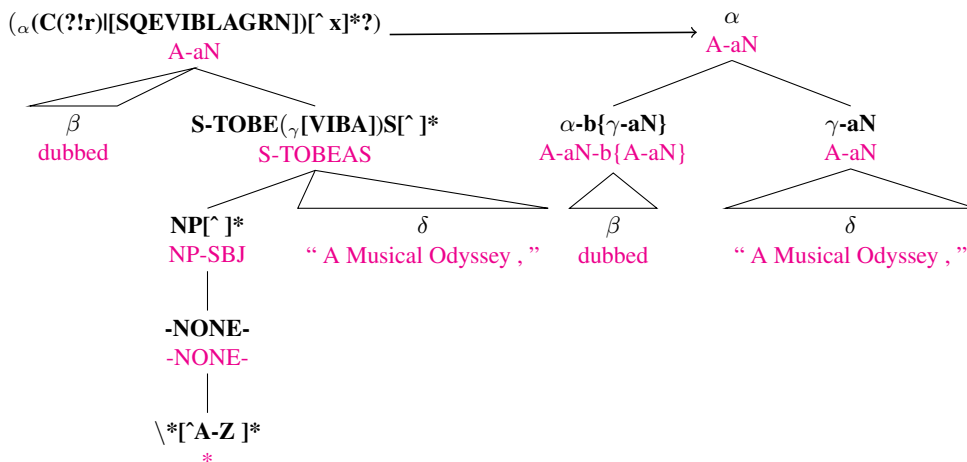 (α(C(?!r)|[SQEVIBLAGRN])[^ x]*?) α
A-aN A-aN
β S-TOBE(γ[VIBA])S[^ ]* α-b{γ-aN} γ-aN
dubbed S-TOBEAS A-aN-b{A-aN} A-aN
NP[^ ]* δ β δ
NP-SBJ “ A Musical Odyssey , ” dubbed “ A Musical Odyssey , ”
-NONE-
-NONE-
\*[^A-Z ]*
*